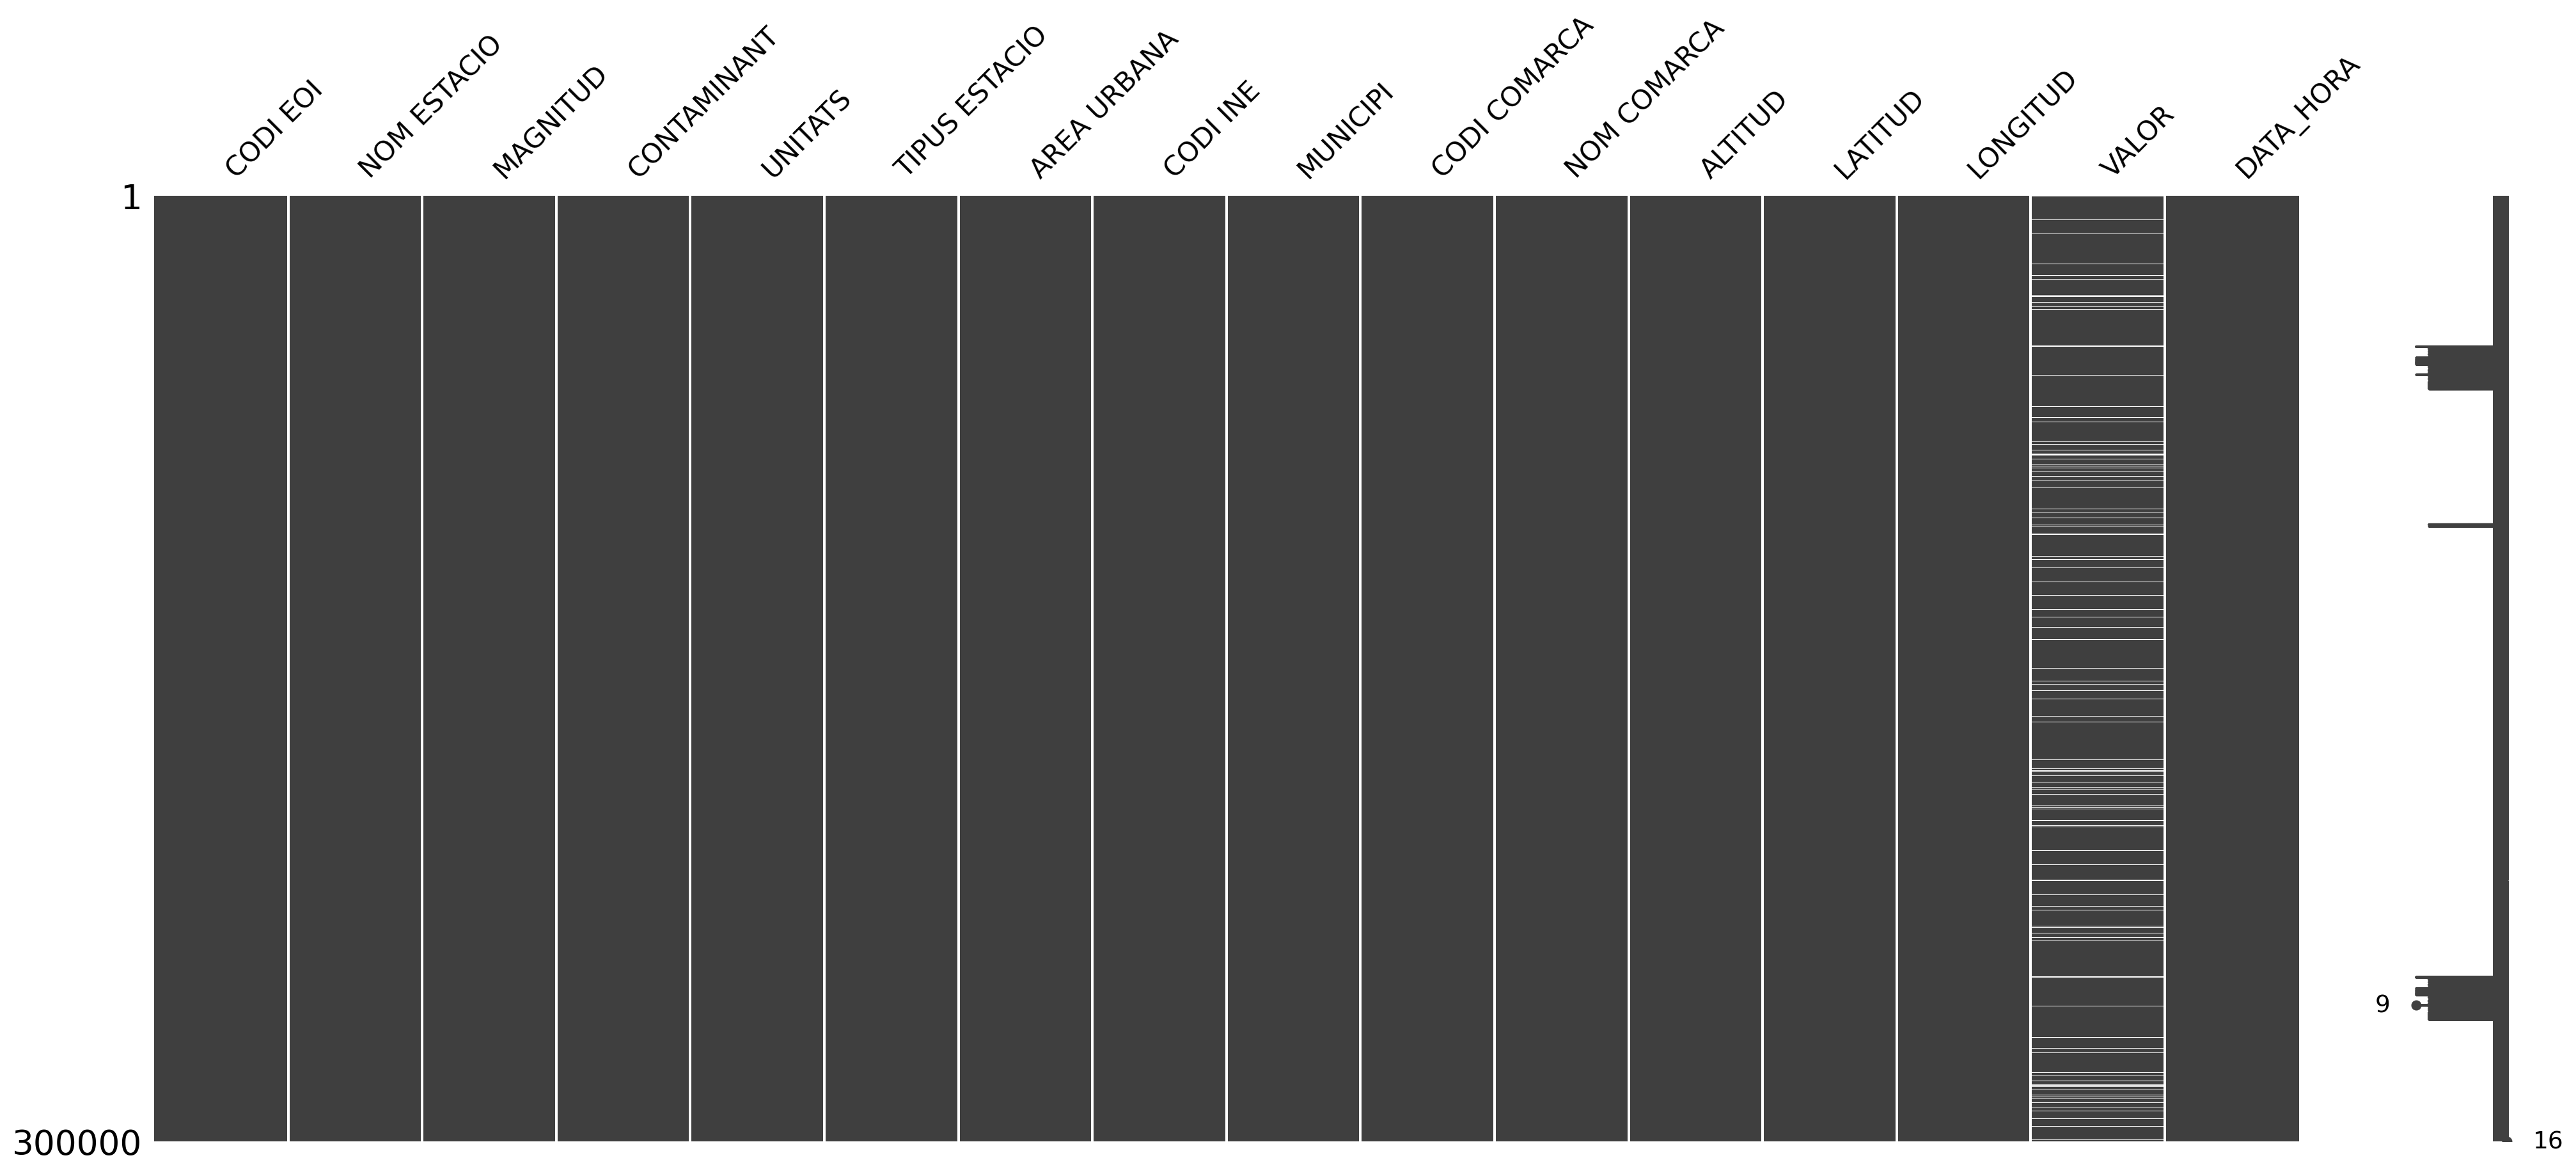 CODI EOI
NOM ESTACIO
MAGNITUD
CONTAMINANT
UNITATS
TIPUS ESTACIO
AREA URBANA
CODI INE
MUNICIPI
CODI COMARCA
NOM COMARCA
ALTITUD
LATITUD
LONGITUD
VALOR
DATA_HORA
1
9
300000
16